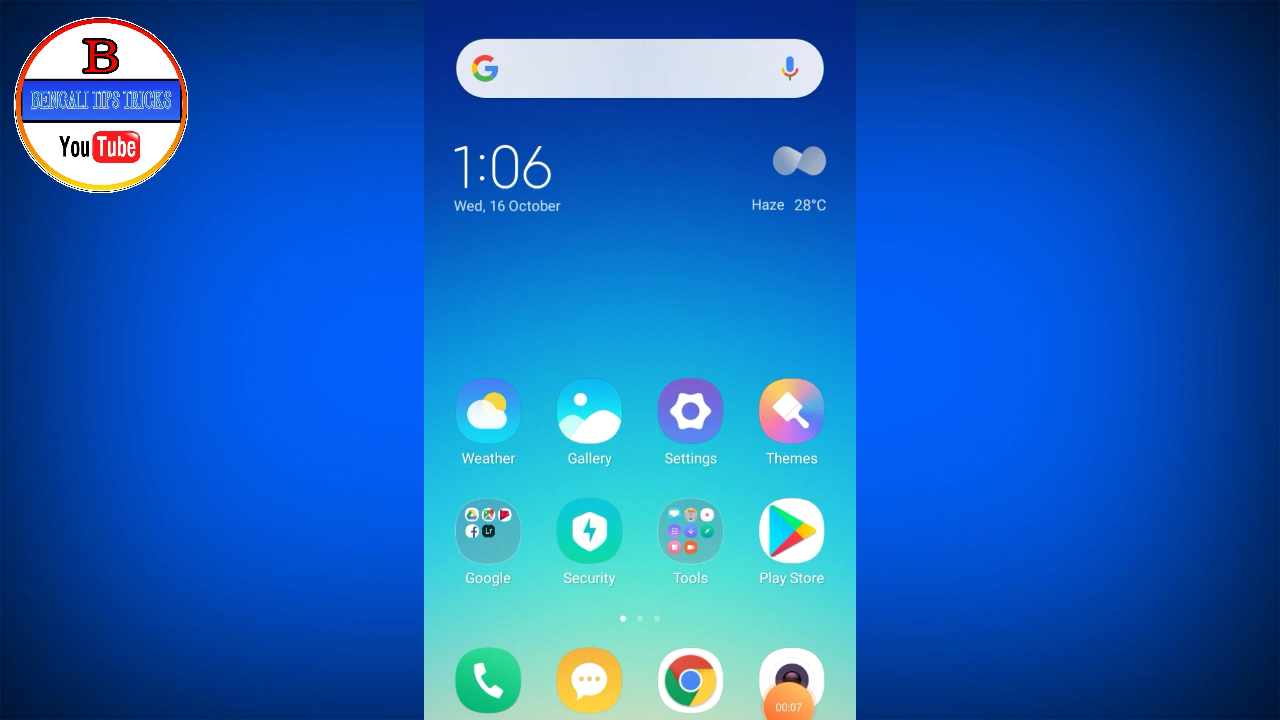 B
BENGALI TIPS TRICKS
YouTube
1:06
Wed, 16 October
Haze 28°C
Weather Gallery Settings Themes
Lr
Google Security Tools Play Store
00:07